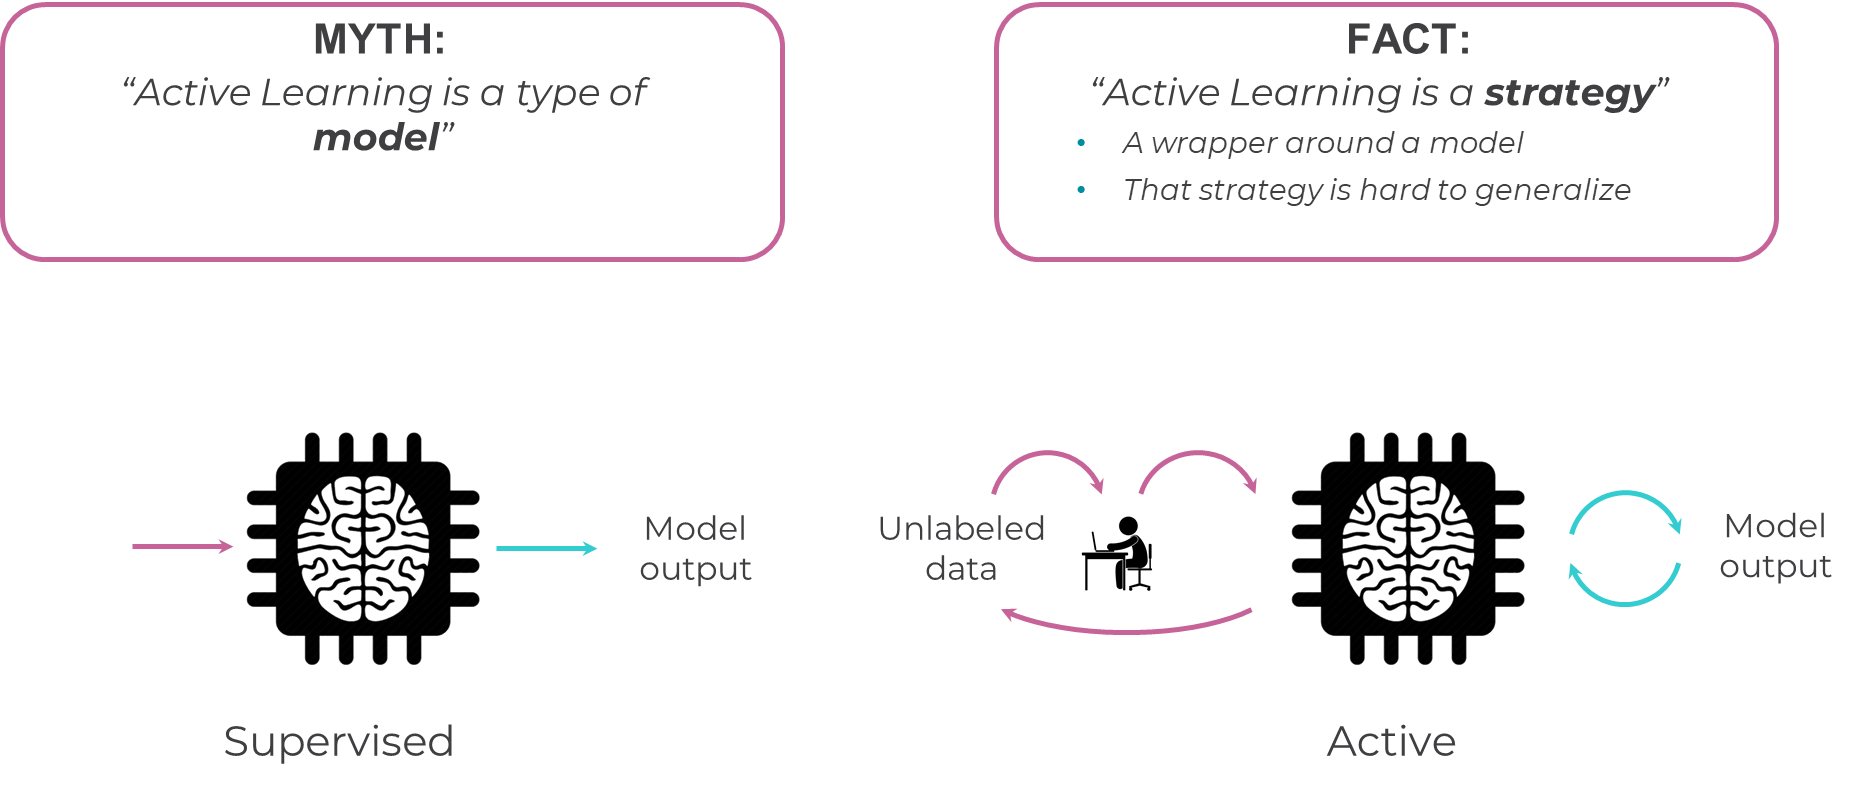 MYTH:
“Active Learning is a type of
model”
FACT:
“Active Learning is a strategy”
• A wrapper around a model
• That strategy is hard to generalize
Model
output
Supervised
Unlabeled
data
Model
output
Active